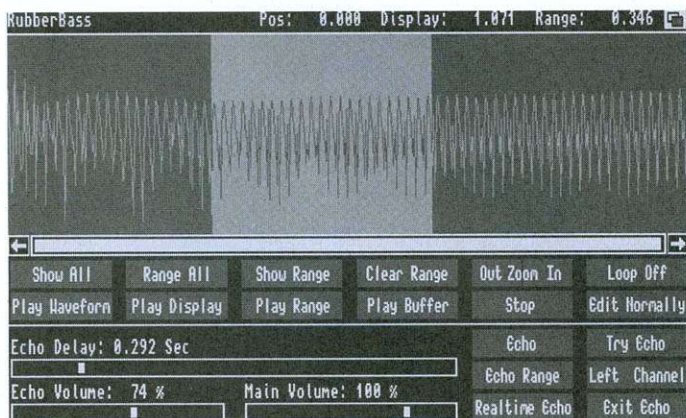 RubberBass Pos: 0.000 Display: 1.071 Range: 0.346
Show All Range All Show Range Clear Range Out Zoom In Loop Off
Play Waveform Play Display Play Range Play Buffer Stop Edit Normally
Echo Delay: 0.292 Sec Echo Try Echo
Echo Range Left Channel
Echo Volume: 74 % Main Volume: 100 %
Realtime Echo Exit Echo